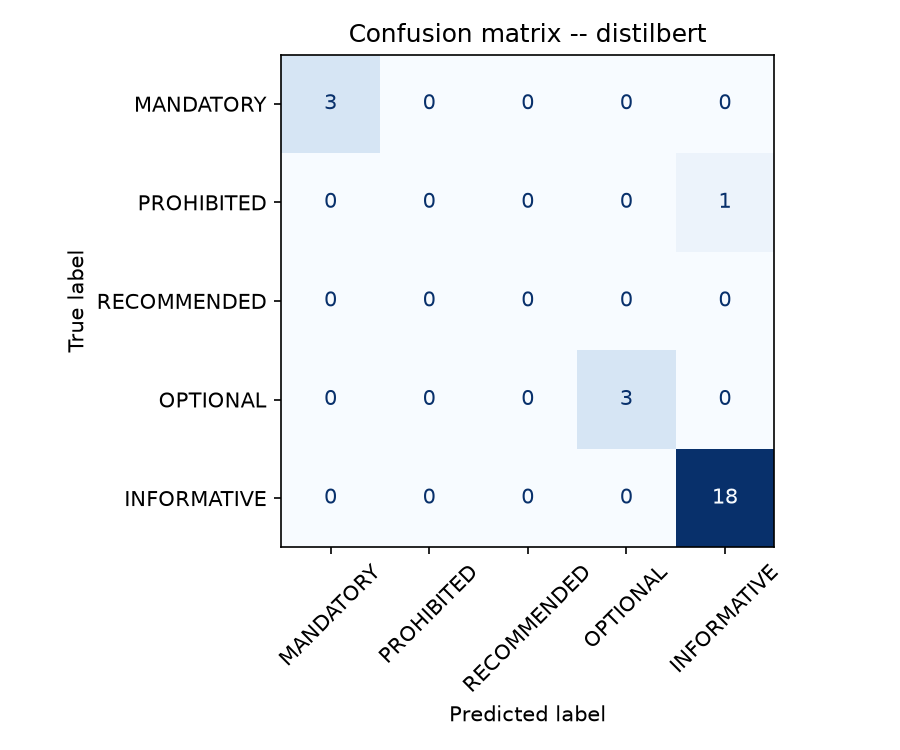 Confusion matrix -- distilbert
MANDATORY 3 0 0 0 0
PROHIBITED 0 0 0 0 1
RECOMMENDED 0 0 0 0 0
OPTIONAL 0 0 0 3 0
INFORMATIVE 0 0 0 0 18
True label
MANDATORY PROHIBITED RECOMMENDED OPTIONAL INFORMATIVE
Predicted label